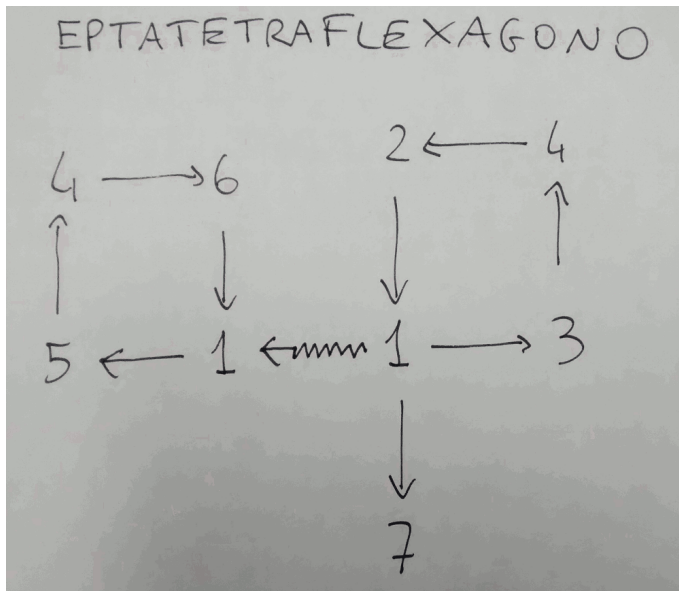 EPTATETRAFLEXAGONO
2 ← 4
4 → 6
5 ← 1 ← 1 → 3
7